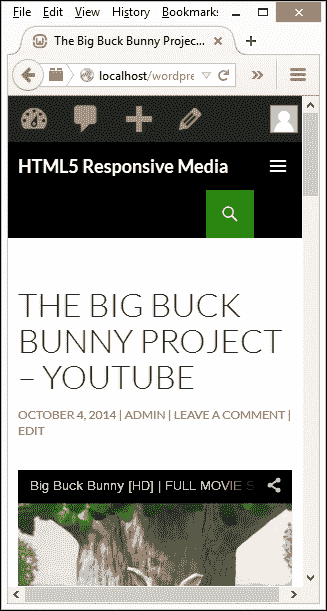 File Edit View History Bookmarks
The Big Buck Bunny Projec...
localhost/wordpre
HTML5 Responsive Media
THE BIG BUCK
BUNNY PROJECT
– YOUTUBE
OCTOBER 4, 2014 | ADMIN | LEAVE A COMMENT |
EDIT
Big Buck Bunny [HD] | FULL MOVIE S